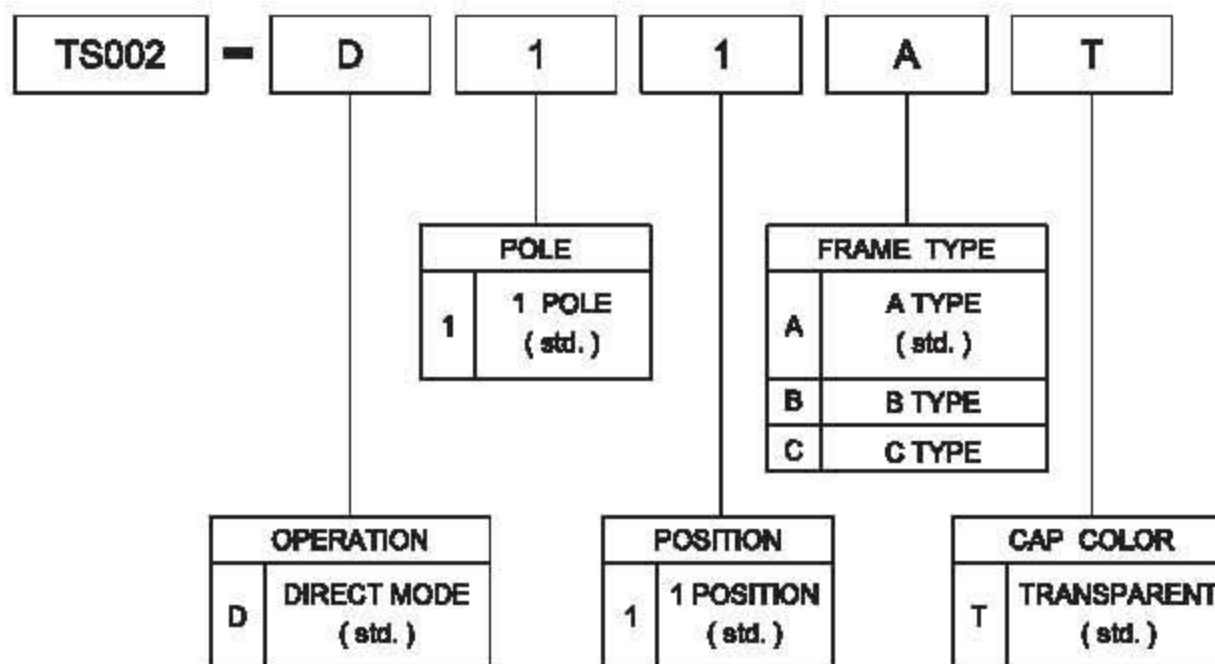 TS002 - D 1 1 A T
POLE
1 1 POLE
( std. )
FRAME TYPE
A A TYPE
( std. )
B B TYPE
C C TYPE
OPERATION
D DIRECT MODE
( std. )
POSITION
1 1 POSITION
( std. )
CAP COLOR
T TRANSPARENT
( std. )